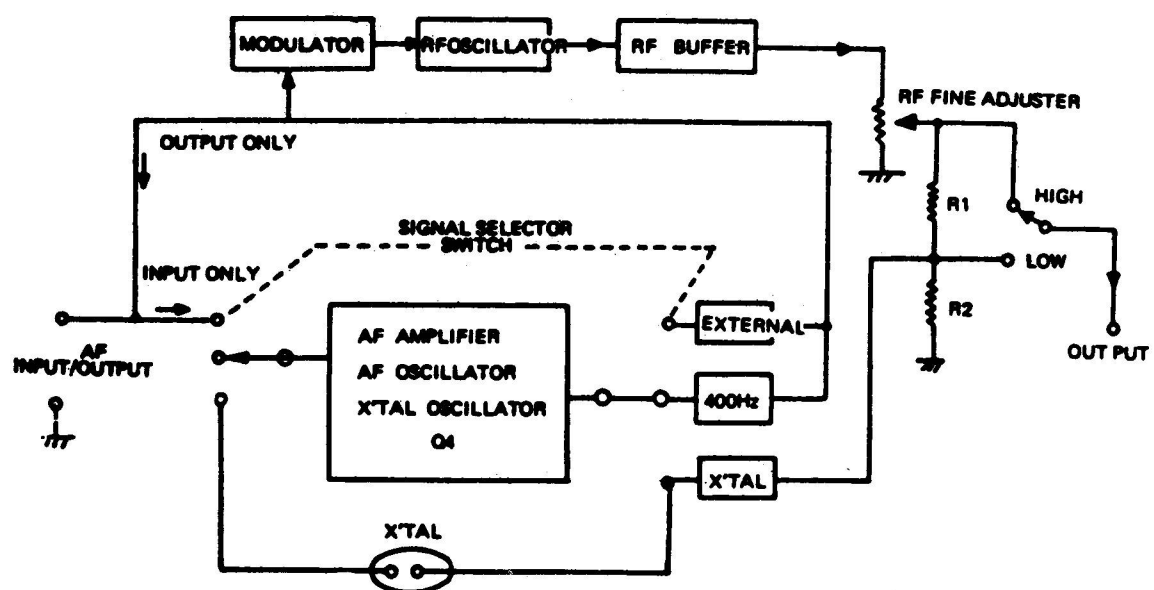 MODULATOR
RFOSCILLATOR
RF BUFFER
RF FINE ADJUSTER
OUTPUT ONLY
R1
HIGH
SIGNAL SELECTOR
SWITCH
INPUT ONLY
LOW
R2
EXTERNAL
AF
INPUT/OUTPUT
AF AMPLIFIER
AF OSCILLATOR
X'TAL OSCILLATOR
Q4
OUT PUT
400Hz
X'TAL
X'TAL